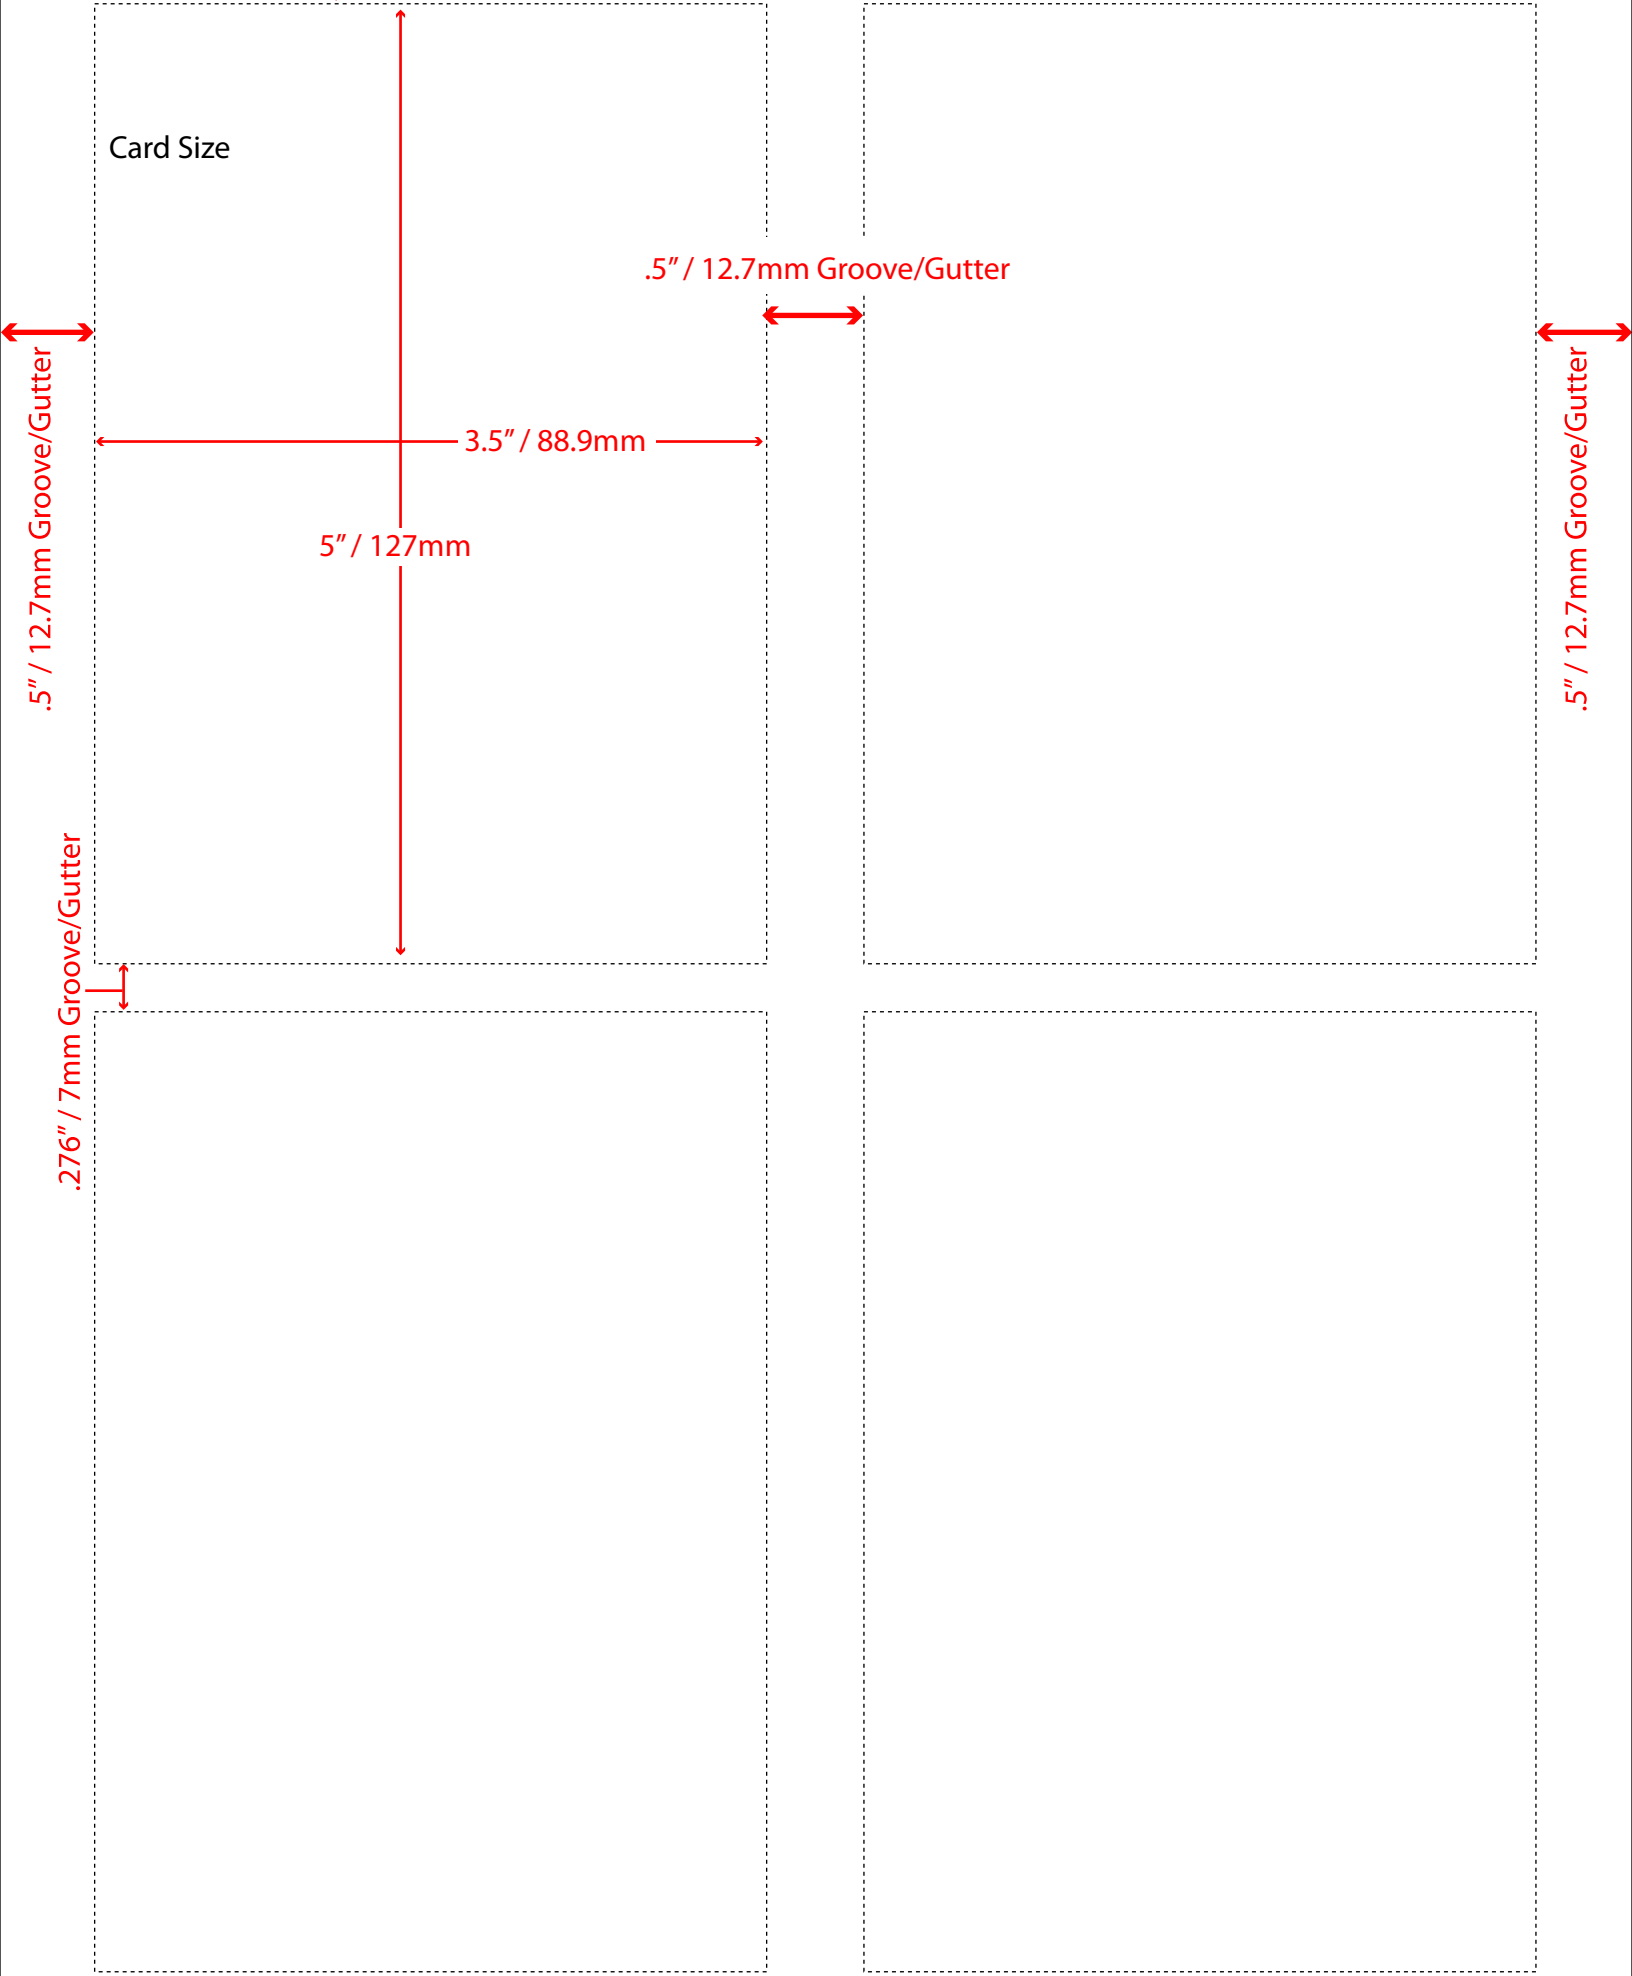 Card Size
.5” / 12.7mm Groove/Gutter
.5” / 12.7mm Groove/Gutter
.5” / 12.7mm Groove/Gutter
3.5” / 88.9mm
5” / 127mm
.276” / 7mm Groove/Gutter